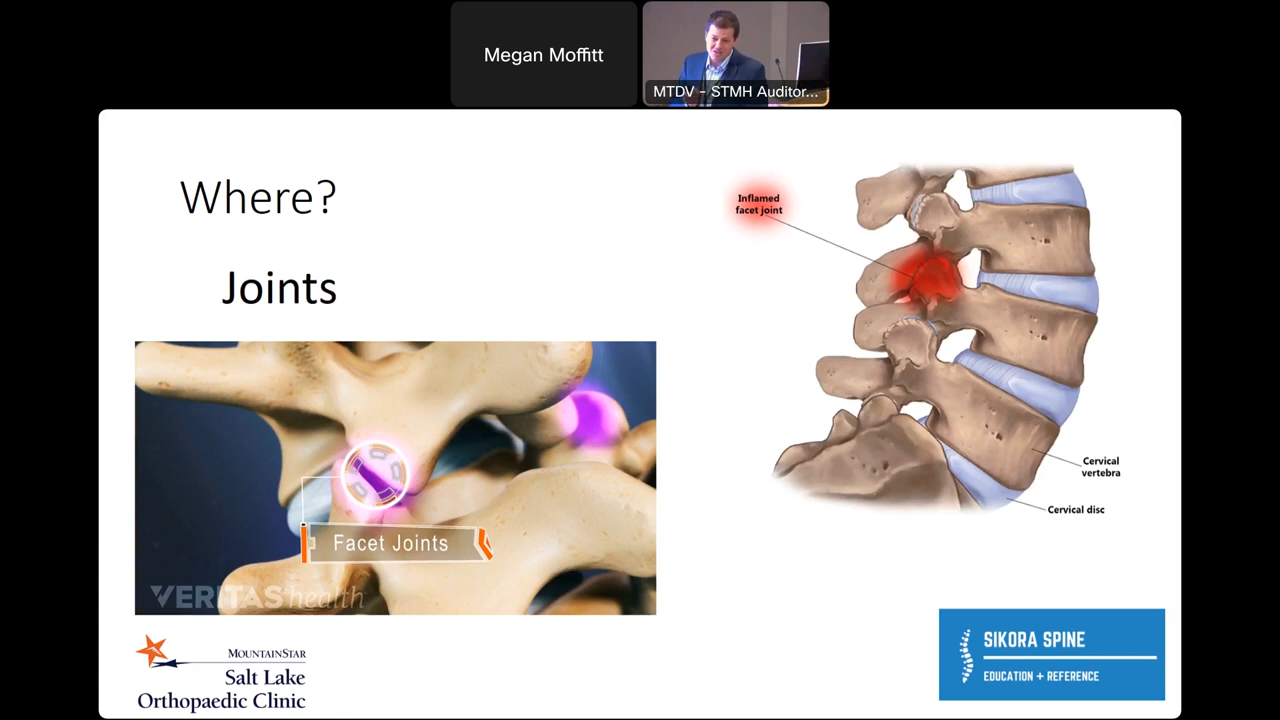 Megan Moffitt
MTDV - STMH Auditor...
Where?
Joints
Inflamed
facet joint
Cervical
vertebra
Cervical disc
Facet Joints
VERITAS health
MOUNTAINSTAR
Salt Lake
Orthopaedic Clinic
SIKORA SPINE
EDUCATION + REFERENCE